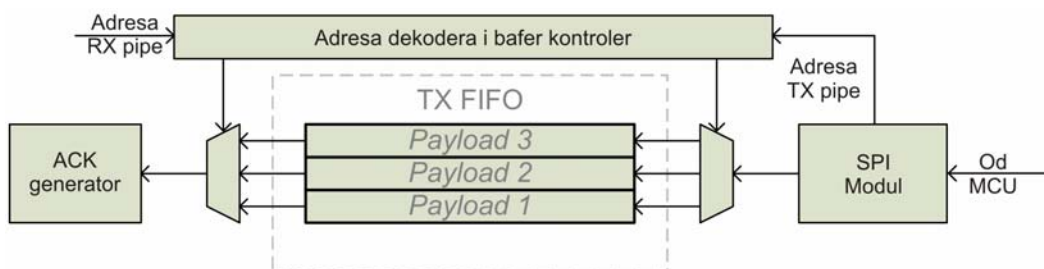 Adresa
RX pipe
Adresa dekodera i bafer kontroler
Adresa
TX pipe
TX FIFO
Payload 3
Payload 2
Payload 1
ACK
generator
SPI
Modul
Od
MCU